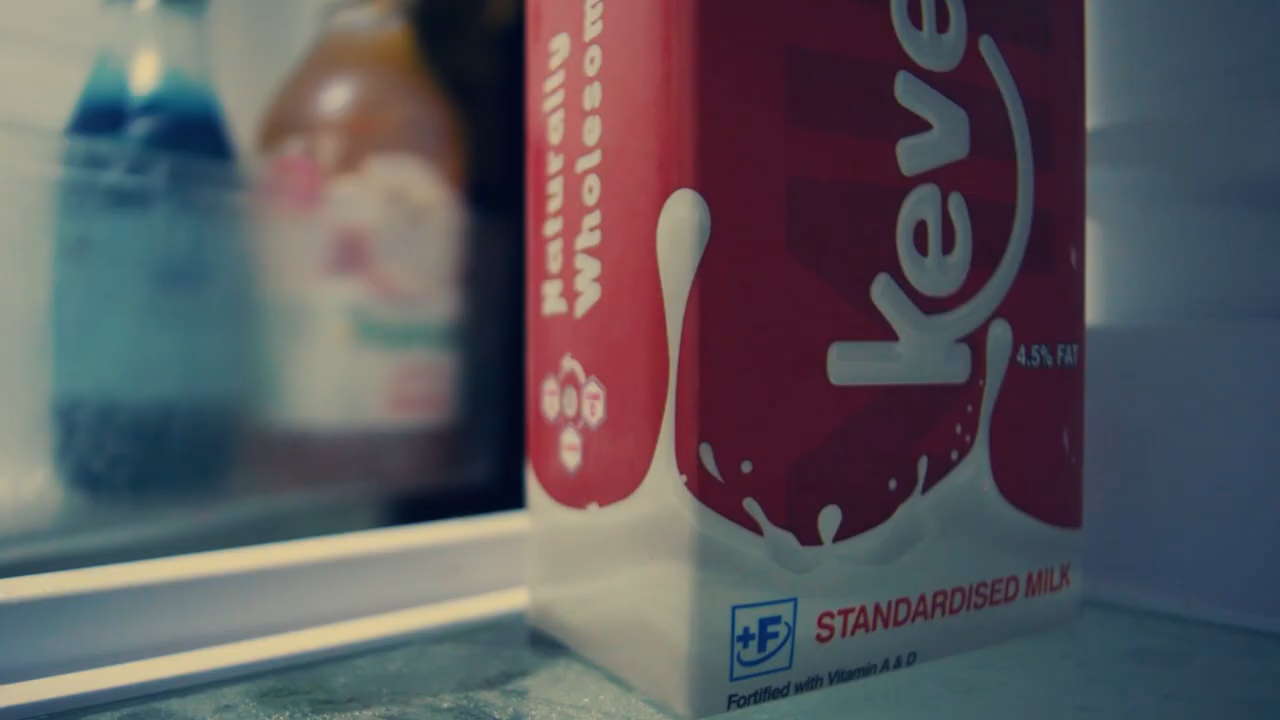 Naturally
Wholesom
keve
4.5% FAT
+F
STANDARDISED MILK
Fortified with Vitamin A & D